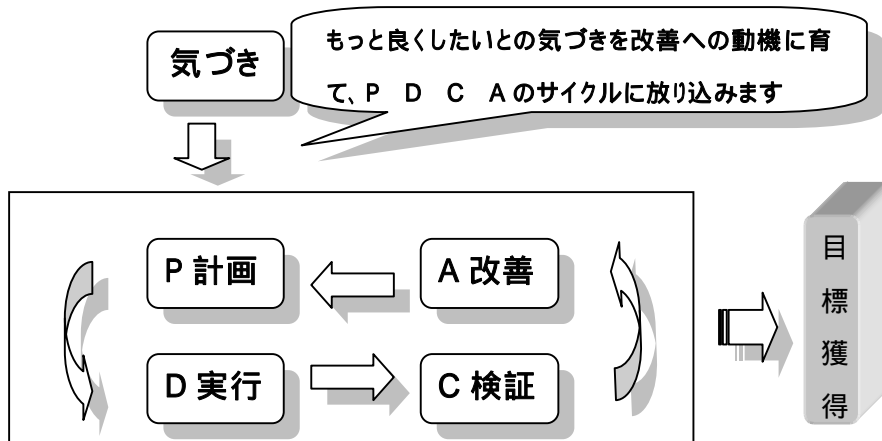 気づき
もっと良くしたいとの気づきを改善への動機に育
て、P D C A のサイクルに放り込みます
P 計画
A 改善
D 実行
C 検証
目
標
獲
得